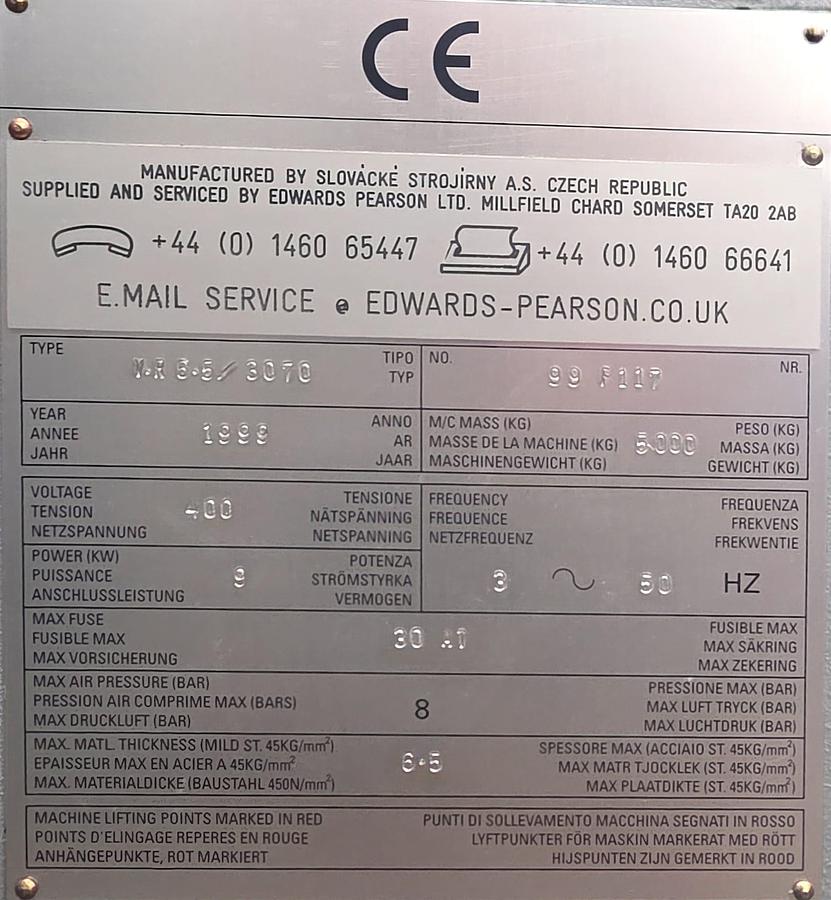 CE
MANUFACTURED BY SLOVÁCKÉ STROJÍRNY A.S. CZECH REPUBLIC
SUPPLIED AND SERVICED BY EDWARDS PEARSON LTD. MILLFIELD CHARD SOMERSET TA20 2AB
+44 (0) 1460 65447 +44 (0) 1460 66641
E.MAIL SERVICE @ EDWARDS-PEARSON.CO.UK
TYPE 6.5/3070 TIPO
TYP
NO. 99 F117 NR.
YEAR
ANNEE 1999
JAHR
ANNO
AR
JAAR
M/C MASS (KG)
MASSE DE LA MACHINE (KG) 5.000
MASCHINENGEWICHT (KG)
PESO (KG)
MASSA (KG)
GEWICHT (KG)
VOLTAGE
TENSION 400
NETZSPANNUNG
TENSIONE
NÄTSPÄNNING
NETSPANNING
FREQUENCY
FREQUENCE
NETZFREQUENZ
FREQUENZA
FREKVENS
FREKWENTIE
3 ~ 50 HZ
POWER (KW)
PUISSANCE 9
ANSCHLUSSLEISTUNG
POTENZA
STRÖMSTYRKA
VERMOGEN
MAX FUSE
FUSIBLE MAX 30 AT
MAX VORSICHERUNG
FUSIBLE MAX
MAX SÄKRING
MAX ZEKERING
MAX AIR PRESSURE (BAR)
PRESSION AIR COMPRIME MAX (BARS) 8
MAX DRUCKLUFT (BAR)
PRESSIONE MAX (BAR)
MAX LUFT TRYCK (BAR)
MAX LUCHTDRUK (BAR)
MAX. MATL. THICKNESS (MILD ST. 45KG/mm²)
EPAISSEUR MAX EN ACIER A 45KG/mm² 6.5
MAX. MATERIALDICKE (BAUSTAHL 450N/mm²)
SPESSORE MAX (ACCIAIO ST. 45KG/mm²)
MAX MATR TJOCKLEK (ST. 45KG/mm²)
MAX PLAATDIKTE (ST. 45KG/mm²)
MACHINE LIFTING POINTS MARKED IN RED
POINTS D'ELINGAGE REPERES EN ROUGE
ANHÄNGEPUNKTE, ROT MARKIERT
PUNTI DI SOLLEVAMENTO MACCHINA SEGNATI IN ROSSO
LYFTPUNKTER FÖR MASKIN MARKERAT MED RÖTT
HIJSPUNTEN ZIJN GEMERKT IN ROOD